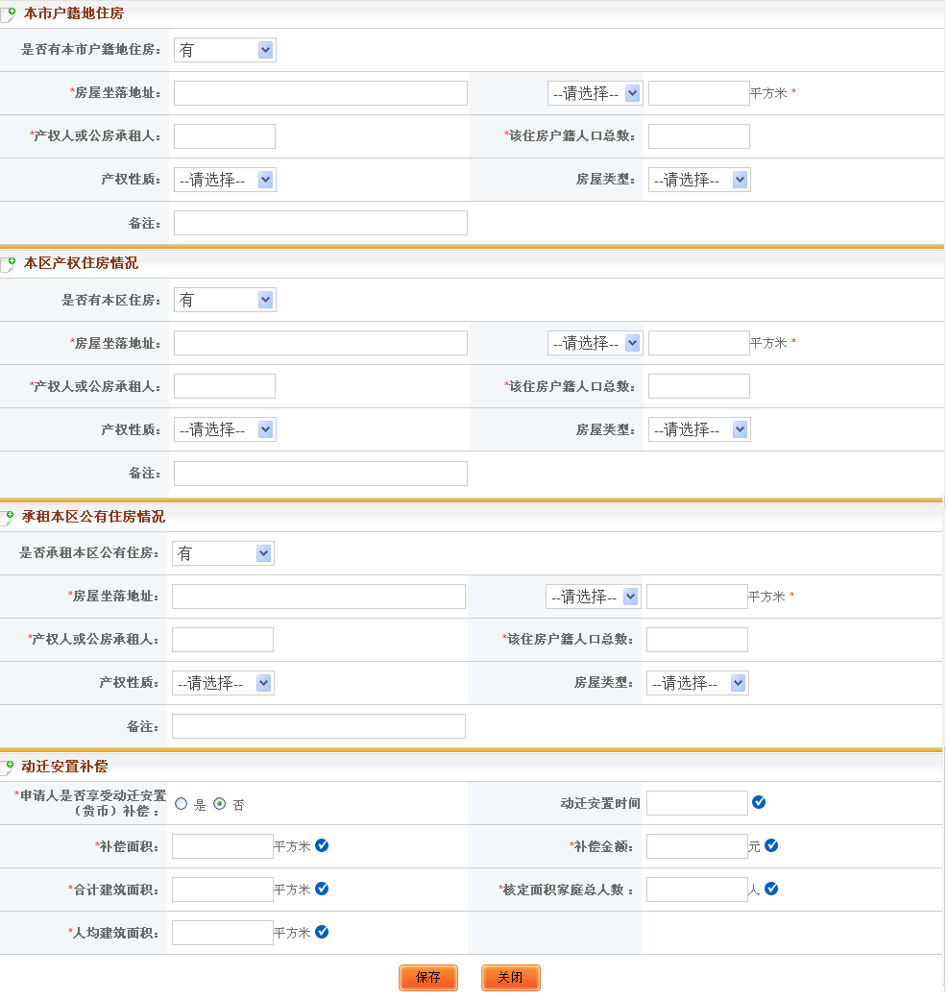 本市户籍地住房
是否有本市户籍地住房： 有
*房屋坐落地址： --请选择-- 平方米 *
*产权人或公房承租人： *该住房户籍人口总数：
产权性质： --请选择-- 房屋类型： --请选择--
备注：
本区产权住房情况
是否有本区住房： 有
*房屋坐落地址： --请选择-- 平方米 *
*产权人或公房承租人： *该住房户籍人口总数：
产权性质： --请选择-- 房屋类型： --请选择--
备注：
承租本区公有住房情况
是否承租本区公有住房： 有
*房屋坐落地址： --请选择-- 平方米 *
*产权人或公房承租人： *该住房户籍人口总数：
产权性质： --请选择-- 房屋类型： --请选择--
备注：
动迁安置补偿
*申请人是否享受动迁安置
（货币）补偿 ： 是 否 动迁安置时间
*补偿面积： 平方米 *补偿金额： 元
*合计建筑面积： 平方米 *核定面积家庭总人数 ： 人
*人均建筑面积： 平方米
保存 关闭